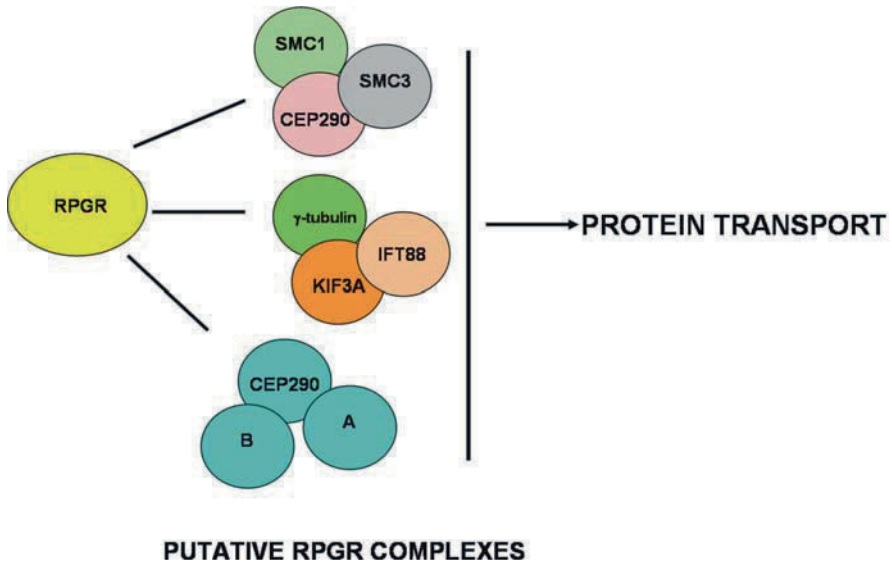 SMC1
SMC3
CEP290
RPGR
γ-tubulin
IFT88
KIF3A
PROTEIN TRANSPORT
CEP290
B
A
PUTATIVE RPGR COMPLEXES